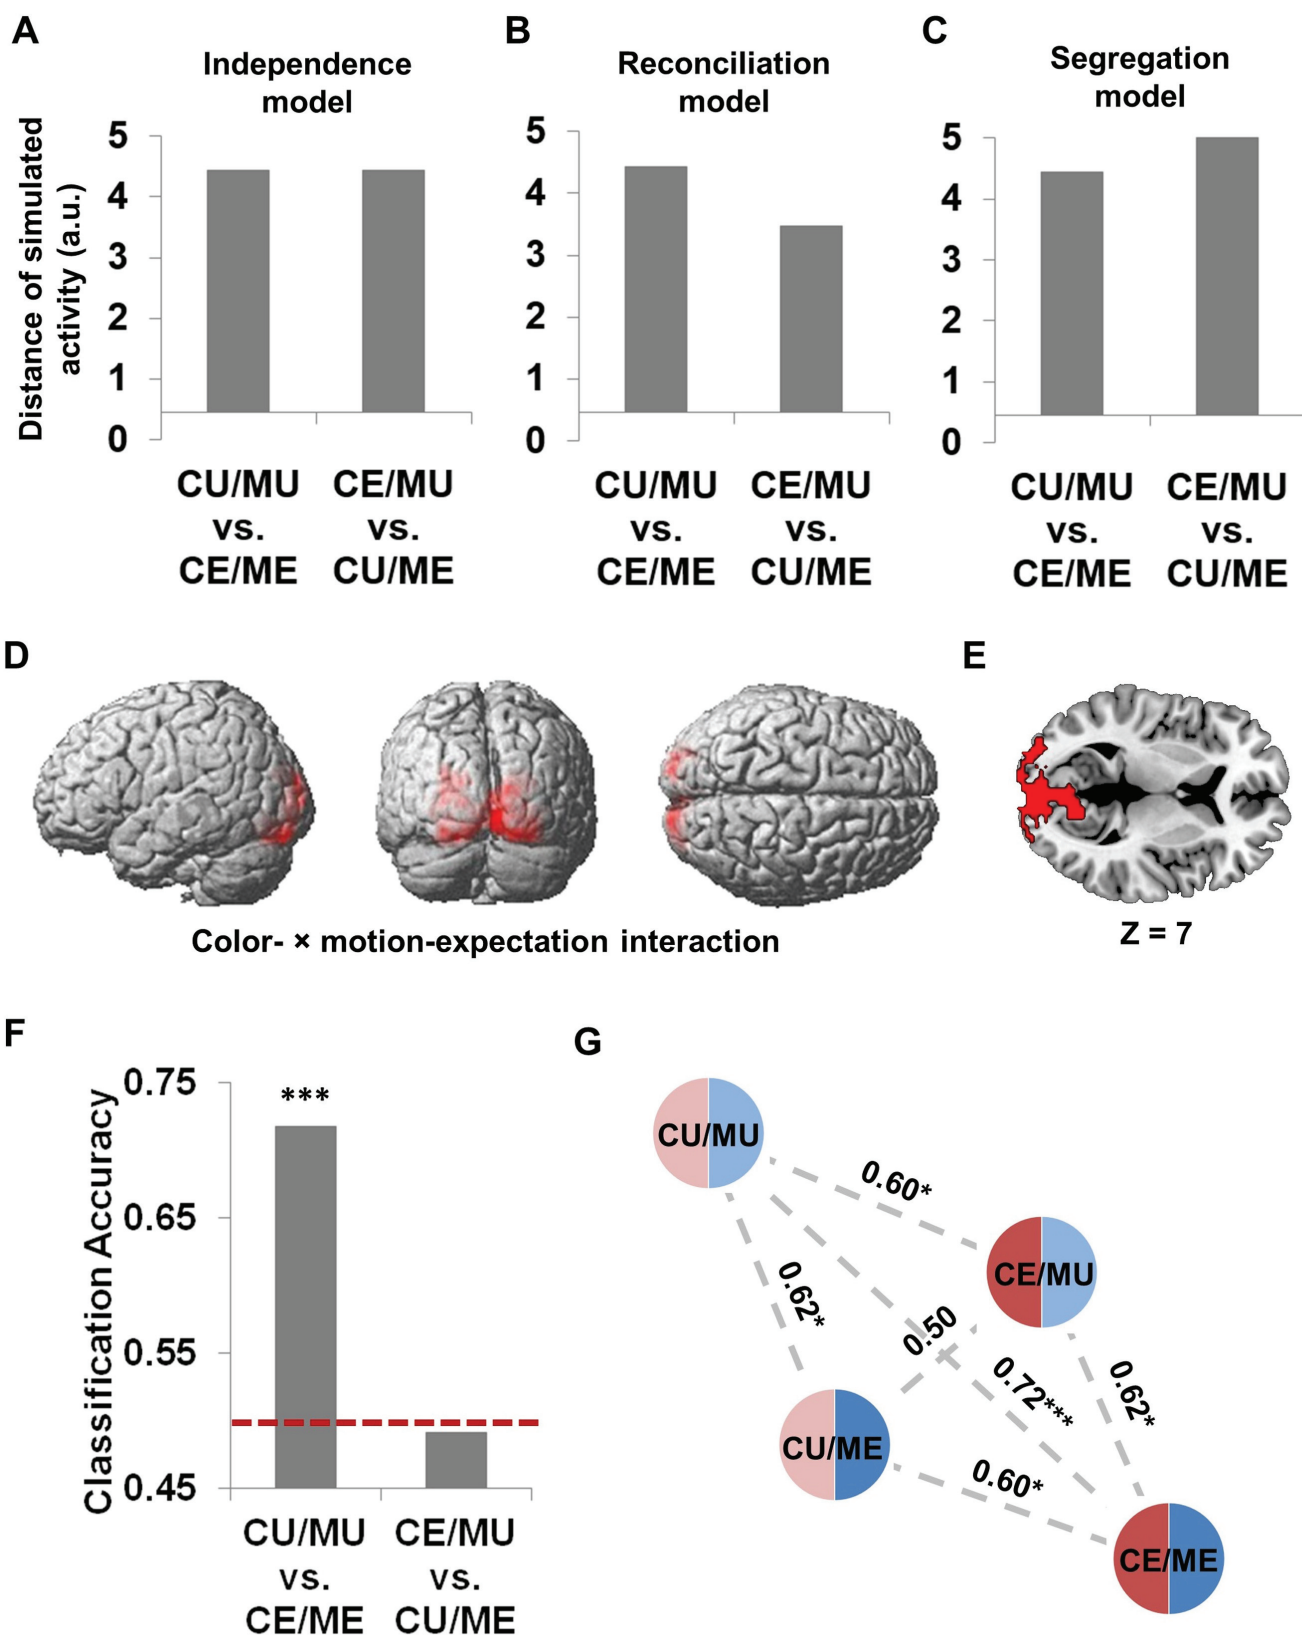 A
B
C
Independence
model
Reconciliation
model
Segregation
model
Distance of simulated
activity (a.u.)
5
4
3
2
1
0
CU/MU
vs.
CE/ME
CE/MU
vs.
CU/ME
5
4
3
2
1
0
CU/MU
vs.
CE/ME
CE/MU
vs.
CU/ME
5
4
3
2
1
0
CU/MU
vs.
CE/ME
CE/MU
vs.
CU/ME
D
E
Color- × motion-expectation interaction
Z = 7
F
Classification Accuracy
0.75
0.65
0.55
0.45
***
CU/MU
vs.
CE/ME
CE/MU
vs.
CU/ME
G
CU/MU
0.60*
CE/MU
0.62*
0.50
0.72***
0.62*
CU/ME
0.60*
CE/ME